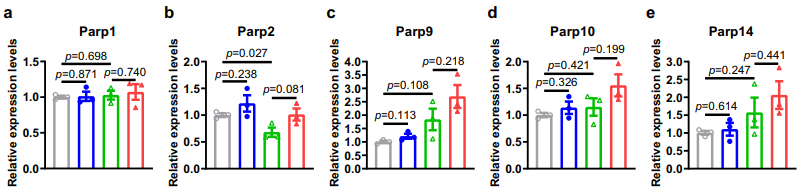 a
Parp1
Relative expression levels
1.5
1.0
0.5
0.0
p=0.698
p=0.871
p=0.740
b
Parp2
Relative expression levels
2.0
1.5
1.0
0.5
0.0
p=0.027
p=0.238
p=0.081
c
Parp9
Relative expression levels
4.0
3.5
3.0
2.5
2.0
1.5
1.0
0.5
0.0
p=0.218
p=0.108
p=0.113
d
Parp10
Relative expression levels
2.0
1.5
1.0
0.5
0.0
p=0.199
p=0.421
p=0.326
e
Parp14
Relative expression levels
3.0
2.5
2.0
1.5
1.0
0.5
0.0
p=0.441
p=0.247
p=0.614